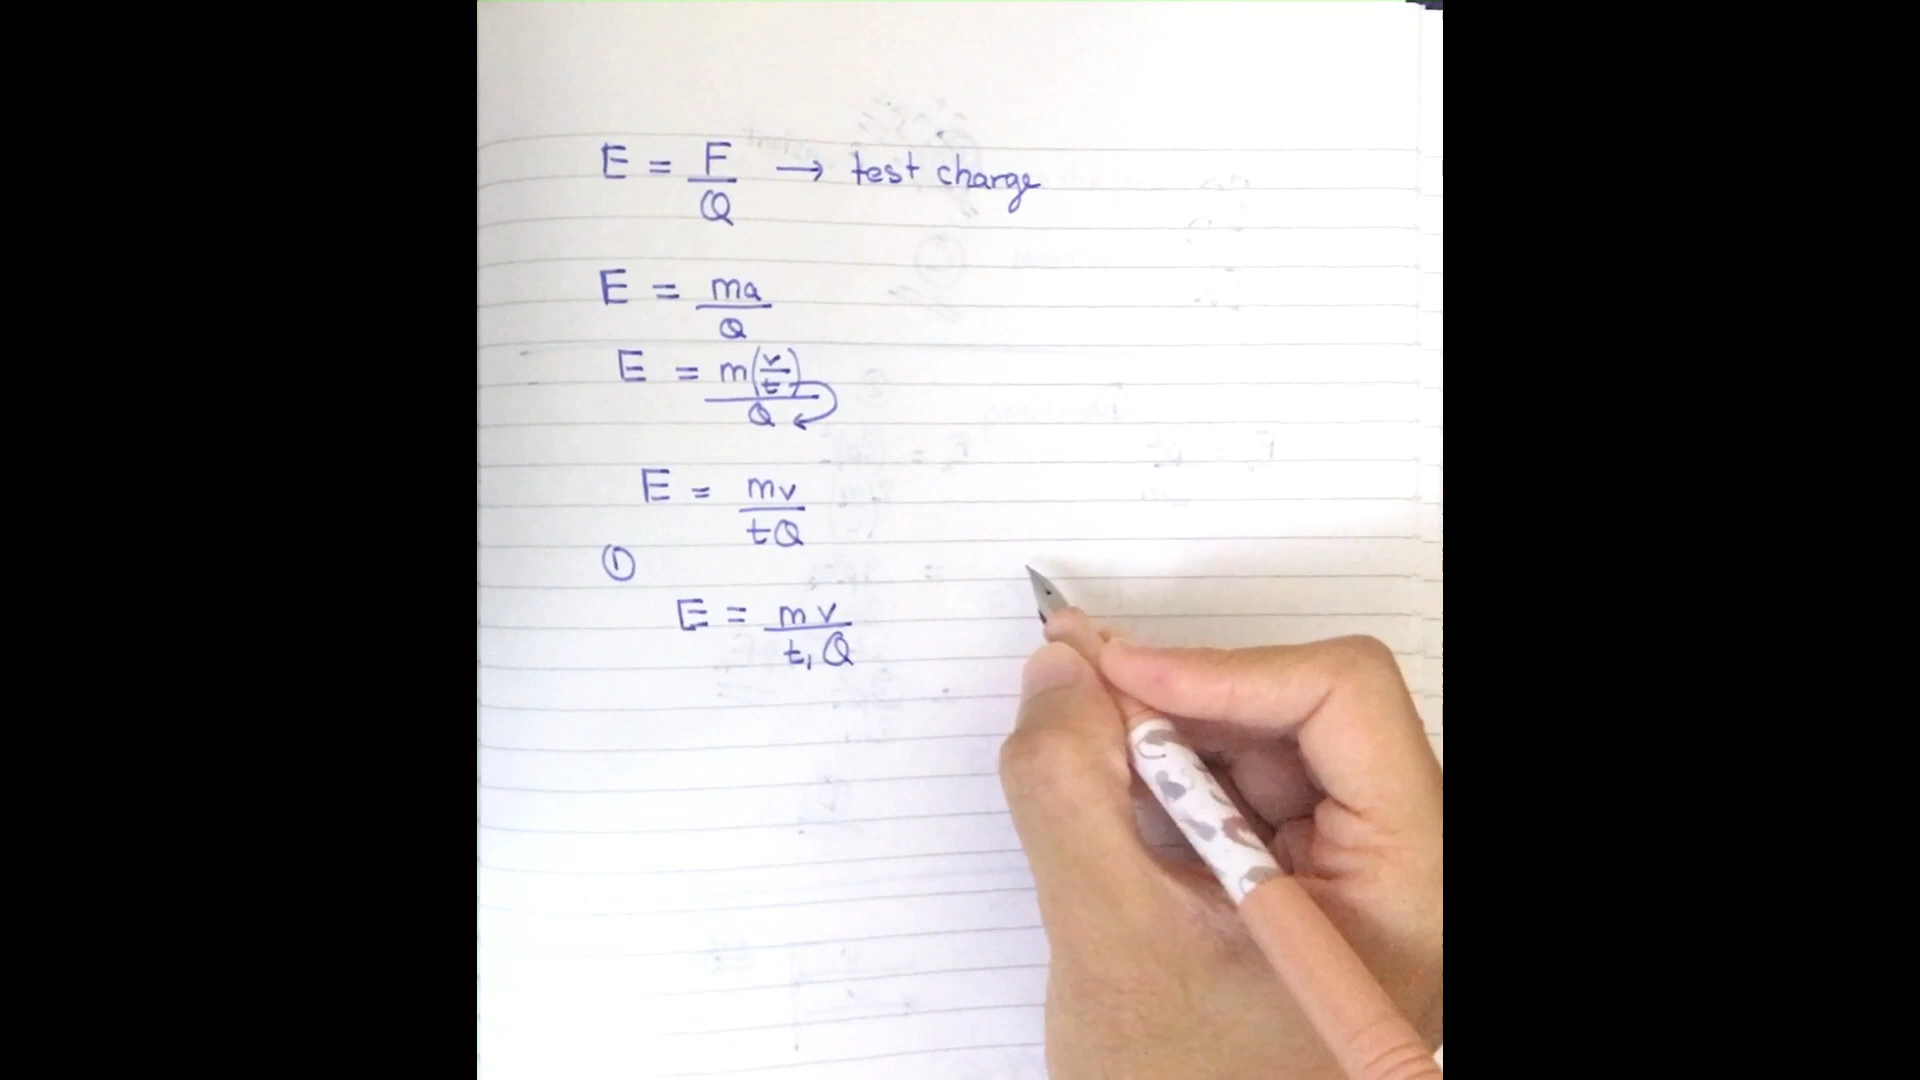 E = F/Q → test charge
E = ma/Q
E = m(v/t)/Q
E = mv/tQ
①
E = mv/t₁Q